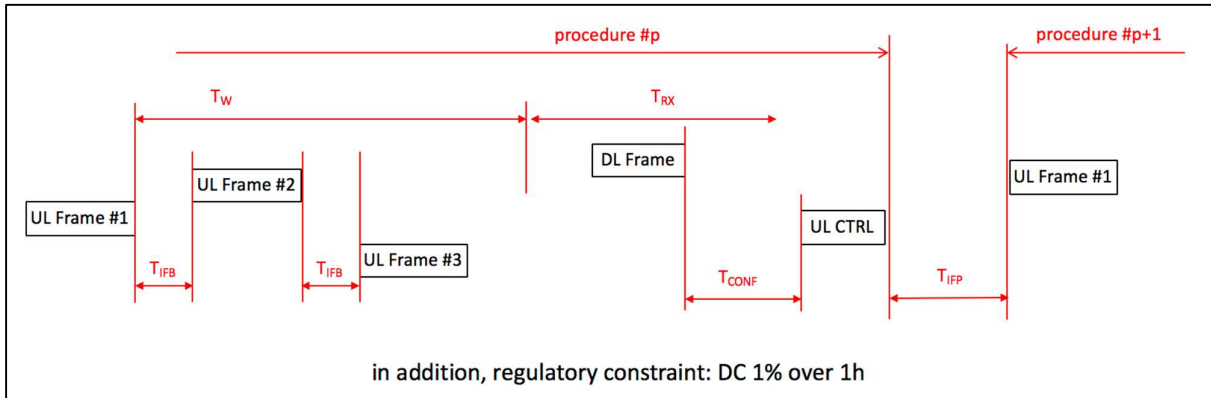 procedure #p
procedure #p+1
TW
TRX
DL Frame
UL Frame #2
UL Frame #1
UL Frame #1
UL CTRL
UL Frame #3
TIFB
TIFB
TCONF
TIFP
in addition, regulatory constraint: DC 1% over 1h